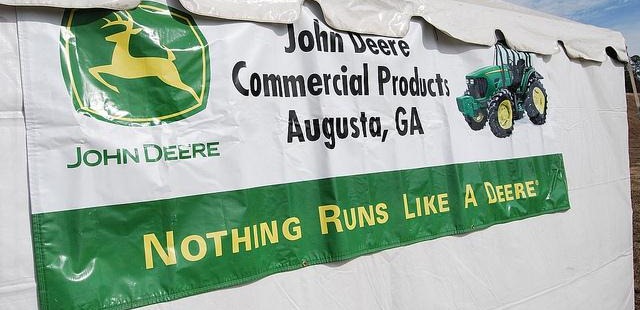 John Deere
Commercial Products
Augusta, GA
JOHN DEERE
NOTHING RUNS LIKE A DEERE®